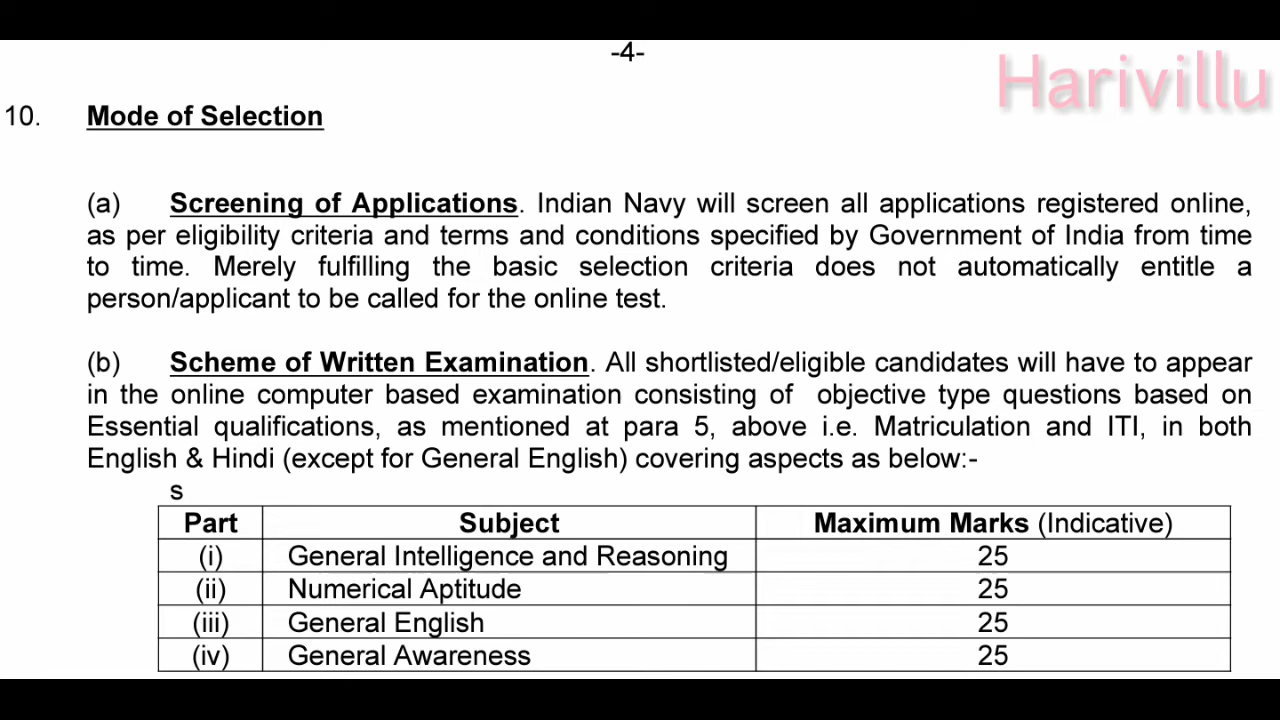 -4-
Harivillu
10. Mode of Selection
(a) Screening of Applications. Indian Navy will screen all applications registered online,
as per eligibility criteria and terms and conditions specified by Government of India from time
to time. Merely fulfilling the basic selection criteria does not automatically entitle a
person/applicant to be called for the online test.
(b) Scheme of Written Examination. All shortlisted/eligible candidates will have to appear
in the online computer based examination consisting of objective type questions based on
Essential qualifications, as mentioned at para 5, above i.e. Matriculation and ITI, in both
English & Hindi (except for General English) covering aspects as below:-
s
Part Subject Maximum Marks (Indicative)
(i) General Intelligence and Reasoning 25
(ii) Numerical Aptitude 25
(iii) General English 25
(iv) General Awareness 25